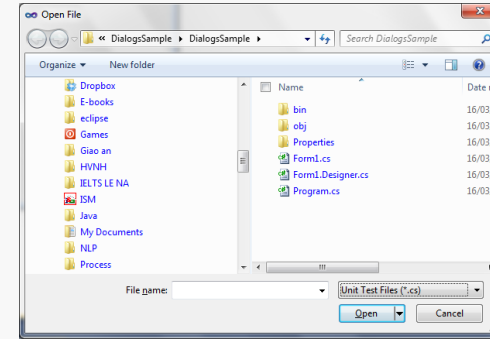 Open File
« DialogsSample ▸ DialogsSample ▸
Search DialogsSample
Organize
New folder
Dropbox
E-books
eclipse
Games
Giao an
HVNH
IELTS LE NA
ISM
Java
My Documents
NLP
Process
Name
Date
bin
16/03
obj
16/03
Properties
16/03
Form1.cs
16/03
Form1.Designer.cs
16/03
Program.cs
16/03
File name:
Unit Test Files (*.cs)
Open
Cancel